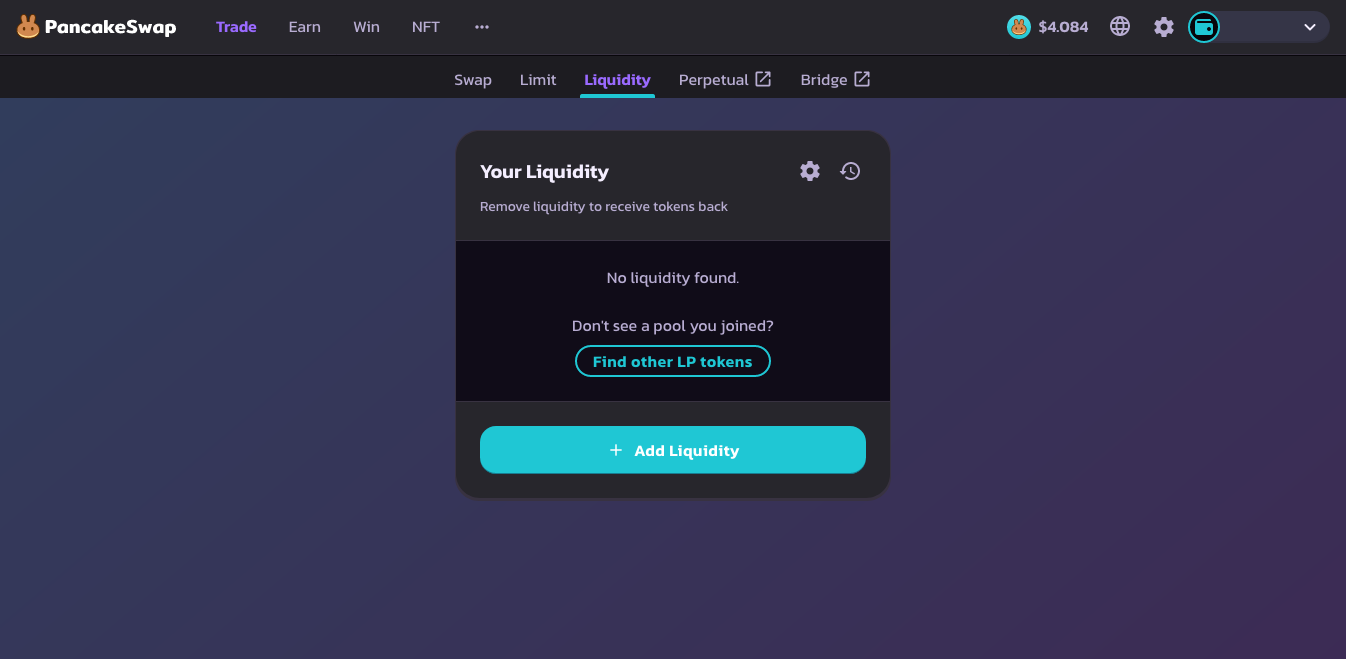 PancakeSwap Trade Earn Win NFT ... $4.084
Swap Limit Liquidity Perpetual Bridge
Your Liquidity
Remove liquidity to receive tokens back
No liquidity found.
Don't see a pool you joined?
Find other LP tokens
+ Add Liquidity